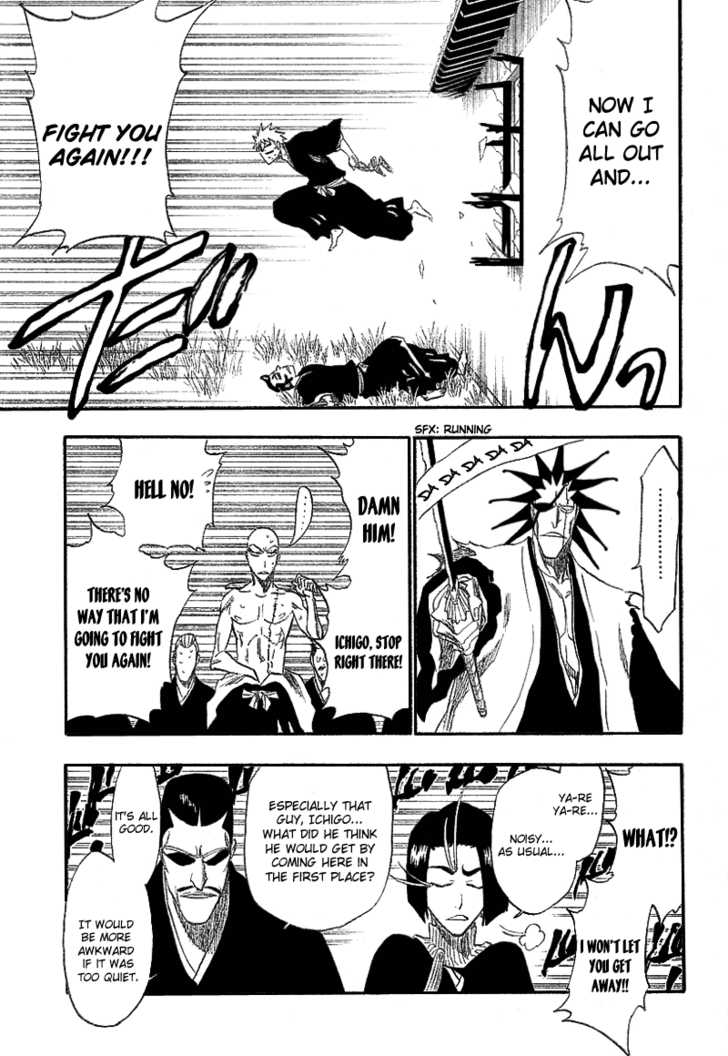 NOW I
CAN GO
ALL OUT
AND...
FIGHT YOU
AGAIN!!!
んっ
SFX: RUNNING
..........
DA DA DA DA DA
DAMN
HIM!
ICHIGO, STOP
RIGHT THERE!
......
HELL NO!
THERE'S NO
WAY THAT I'M
GOING TO FIGHT
YOU AGAIN!
WHAT!?
I WON'T LET
YOU GET
AWAY!!
YA-RE
YA-RE...
NOISY...
AS USUAL...
ESPECIALLY THAT
GUY, ICHIGO...
WHAT DID HE THINK
HE WOULD GET BY
COMING HERE IN
THE FIRST PLACE?
IT'S ALL
GOOD.
IT WOULD
BE MORE
AWKWARD
IF IT WAS
TOO QUIET.